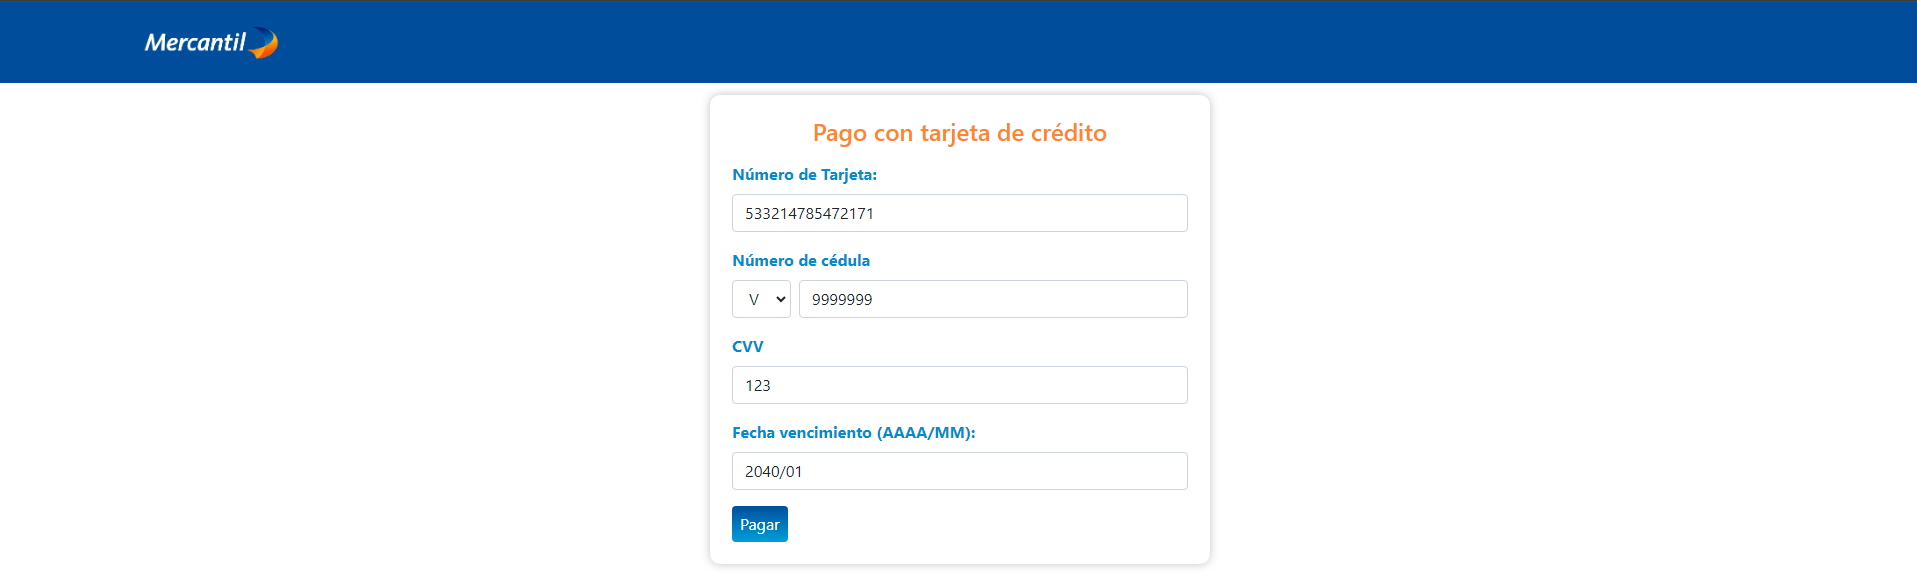 Mercantil
Pago con tarjeta de crédito
Número de Tarjeta:
533214785472171
Número de cédula
V 9999999
CVV
123
Fecha vencimiento (AAAA/MM):
2040/01
Pagar